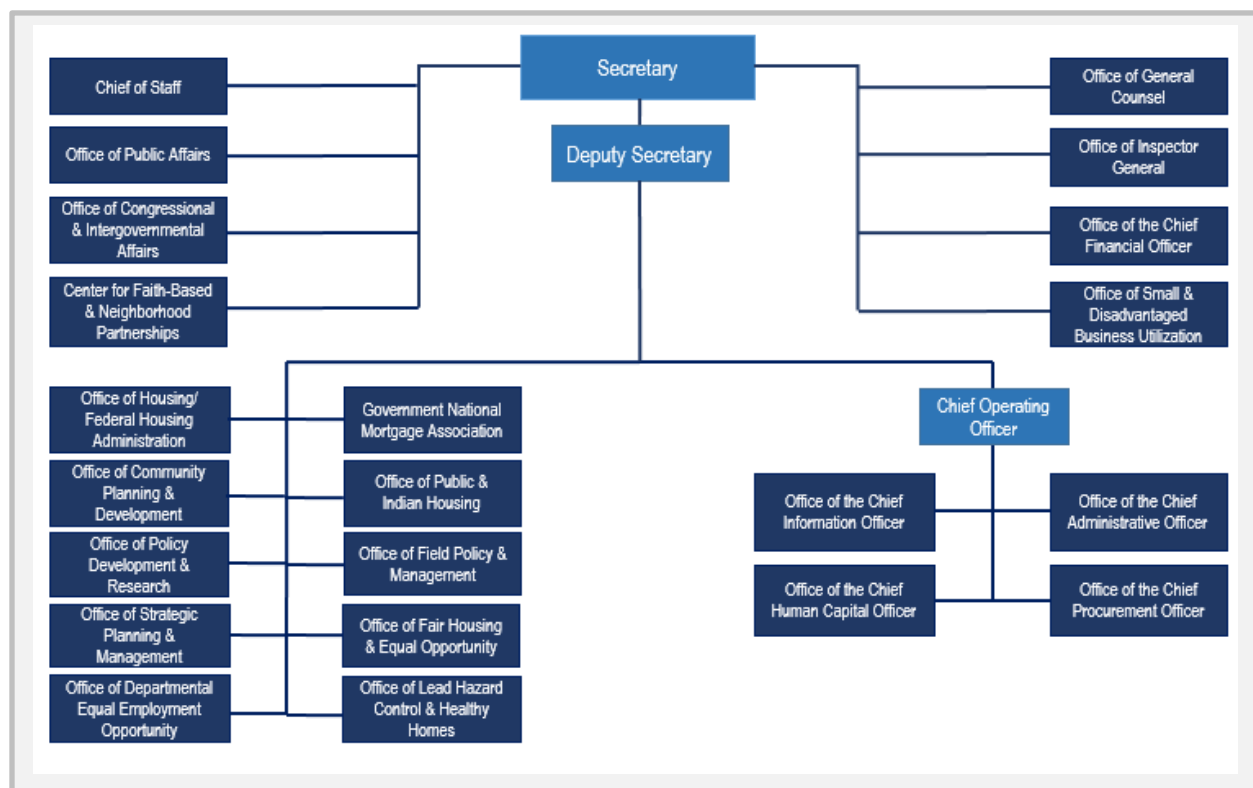 Secretary
Deputy Secretary
Chief of Staff
Office of Public Affairs
Office of Congressional
& Intergovernmental
Affairs
Center for Faith-Based
& Neighborhood
Partnerships
Office of General
Counsel
Office of Inspector
General
Office of the Chief
Financial Officer
Office of Small &
Disadvantaged
Business Utilization
Office of Housing/
Federal Housing
Administration
Government National
Mortgage Association
Office of Community
Planning &
Development
Office of Public &
Indian Housing
Office of Policy
Development &
Research
Office of Field Policy &
Management
Office of Strategic
Planning &
Management
Office of Fair Housing
& Equal Opportunity
Office of Departmental
Equal Employment
Opportunity
Office of Lead Hazard
Control & Healthy
Homes
Chief Operating
Officer
Office of the Chief
Information Officer
Office of the Chief
Administrative Officer
Office of the Chief
Human Capital Officer
Office of the Chief
Procurement Officer